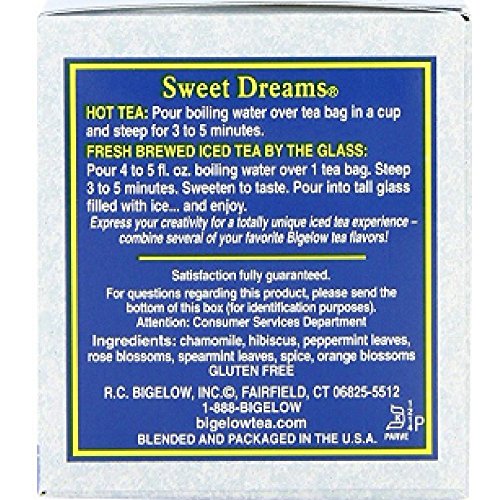 Sweet Dreams®
HOT TEA: Pour boiling water over tea bag in a cup
and steep for 3 to 5 minutes.
FRESH BREWED ICED TEA BY THE GLASS:
Pour 4 to 5 fl. oz. boiling water over 1 tea bag. Steep
3 to 5 minutes. Sweeten to taste. Pour into tall glass
filled with ice... and enjoy.
Express your creativity for a totally unique iced tea experience –
combine several of your favorite Bigelow tea flavors!
Satisfaction fully guaranteed.
For questions regarding this product, please send the
bottom of this box (for identification purposes).
Attention: Consumer Services Department
Ingredients: chamomile, hibiscus, peppermint leaves,
rose blossoms, spearmint leaves, spice, orange blossoms
GLUTEN FREE
R.C. BIGELOW, INC.©, FAIRFIELD, CT 06825-5512
1-888-BIGELOW
bigelowtea.com
BLENDED AND PACKAGED IN THE U.S.A.
PARVE
P